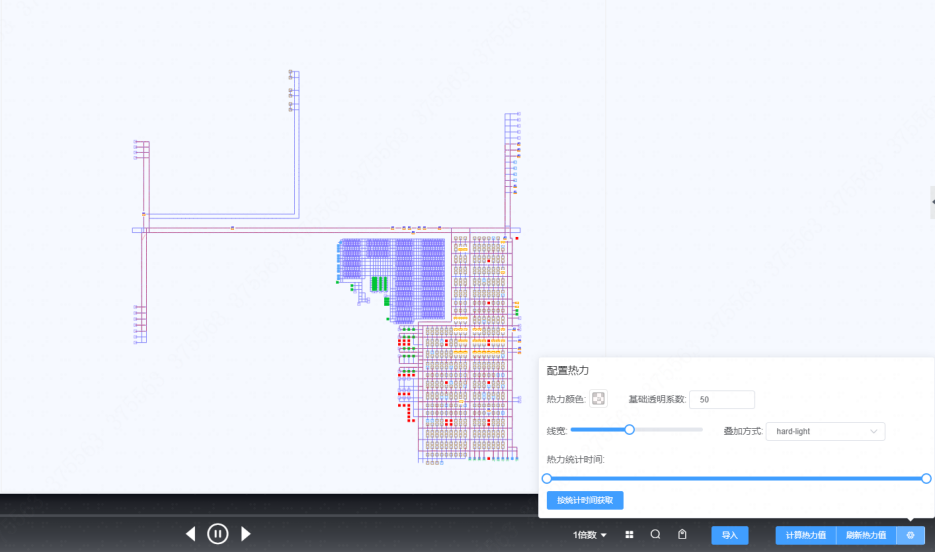 配置热力
热力颜色: 基础透明系数: 50
线宽: 叠加方式: hard-light
热力统计时间:
按统计时间获取
1倍数 导入 计算热力值 刷新热力值